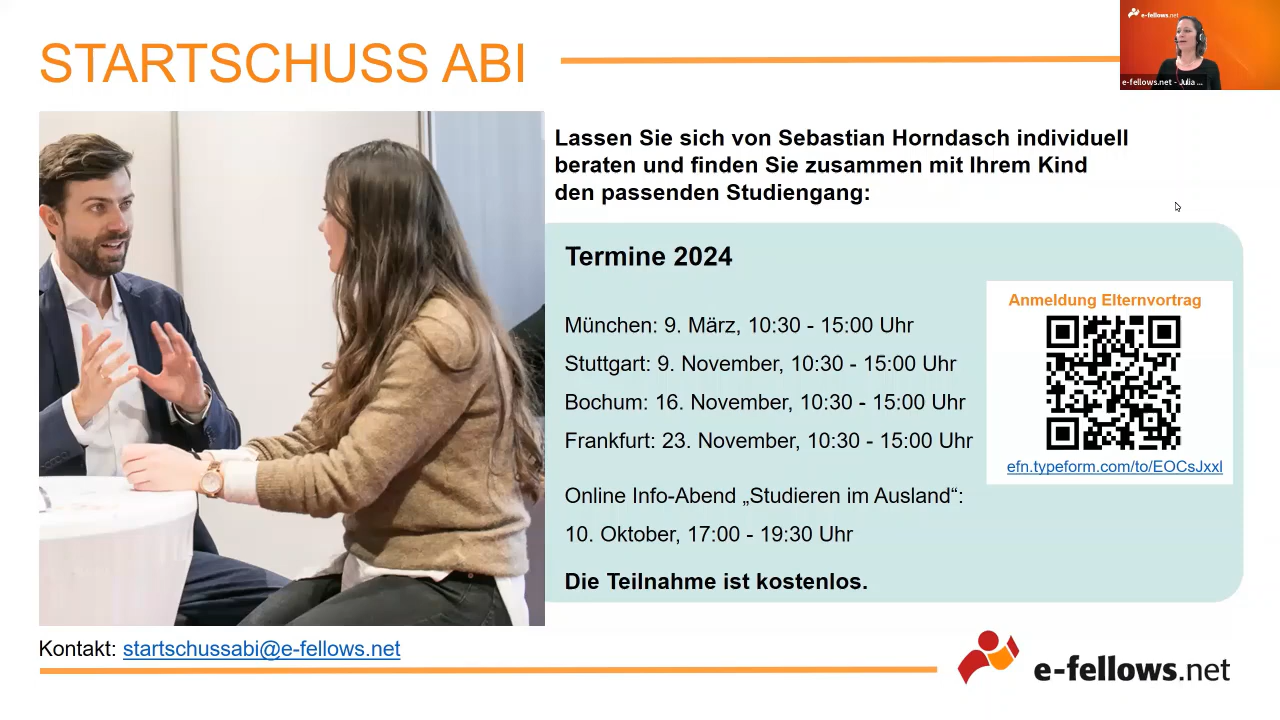 STARTSCHUSS ABI
e-fellows.net
e-fellows.net - Julia ...
Lassen Sie sich von Sebastian Horndasch individuell
beraten und finden Sie zusammen mit Ihrem Kind
den passenden Studiengang:
Termine 2024
München: 9. März, 10:30 - 15:00 Uhr
Stuttgart: 9. November, 10:30 - 15:00 Uhr
Bochum: 16. November, 10:30 - 15:00 Uhr
Frankfurt: 23. November, 10:30 - 15:00 Uhr
Online Info-Abend „Studieren im Ausland“:
10. Oktober, 17:00 - 19:30 Uhr
Die Teilnahme ist kostenlos.
Anmeldung Elternvortrag
efn.typeform.com/to/EOCsJxxl
Kontakt: startschussabi@e-fellows.net
e-fellows.net